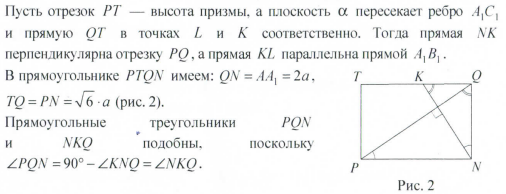 Пусть отрезок PT — высота призмы, а плоскость α пересекает ребро A₁C₁
и прямую QT в точках L и K соответственно. Тогда прямая NK
перпендикулярна отрезку PQ, а прямая KL параллельна прямой A₁B₁.
В прямоугольнике PTQN имеем: QN = AA₁ = 2a,
TQ = PN = √6 · a (рис. 2).
Прямоугольные треугольники PQN
и NKQ подобны, поскольку
∠PQN = 90° − ∠KNQ = ∠NKQ.
T K Q
P N
Рис. 2